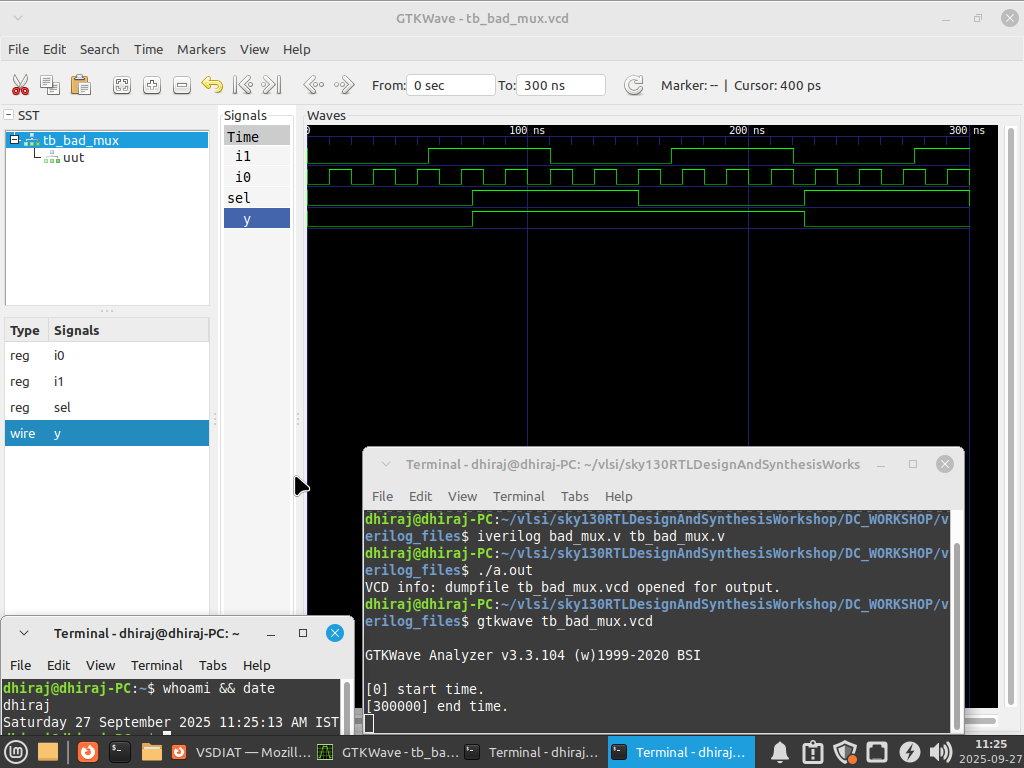 GTKWave - tb_bad_mux.vcd
File Edit Search Time Markers View Help
From: 0 sec To: 300 ns Marker: -- | Cursor: 400 ps
SST
tb_bad_mux
uut
Type Signals
reg i0
reg i1
reg sel
wire y
Signals
Time
i1
i0
sel
y
Waves
0 100 ns 200 ns 300 ns
Terminal - dhiraj@dhiraj-PC: ~/vlsi/sky130RTLDesignAndSynthesisWorks
File Edit View Terminal Tabs Help
dhiraj@dhiraj-PC:~/vlsi/sky130RTLDesignAndSynthesisWorkshop/DC_WORKSHOP/v
erilog_files$ iverilog bad_mux.v tb_bad_mux.v
dhiraj@dhiraj-PC:~/vlsi/sky130RTLDesignAndSynthesisWorkshop/DC_WORKSHOP/v
erilog_files$ ./a.out
VCD info: dumpfile tb_bad_mux.vcd opened for output.
dhiraj@dhiraj-PC:~/vlsi/sky130RTLDesignAndSynthesisWorkshop/DC_WORKSHOP/v
erilog_files$ gtkwave tb_bad_mux.vcd
GTKWave Analyzer v3.3.104 (w)1999-2020 BSI
[0] start time.
[300000] end time.
Terminal - dhiraj@dhiraj-PC: ~
File Edit View Terminal Tabs Help
dhiraj@dhiraj-PC:~$ whoami && date
dhiraj
Saturday 27 September 2025 11:25:13 AM IST
VSDIAT — Mozill... GTKWave - tb_ba... Terminal - dhiraj... Terminal - dhiraj...
11:25
2025-09-27